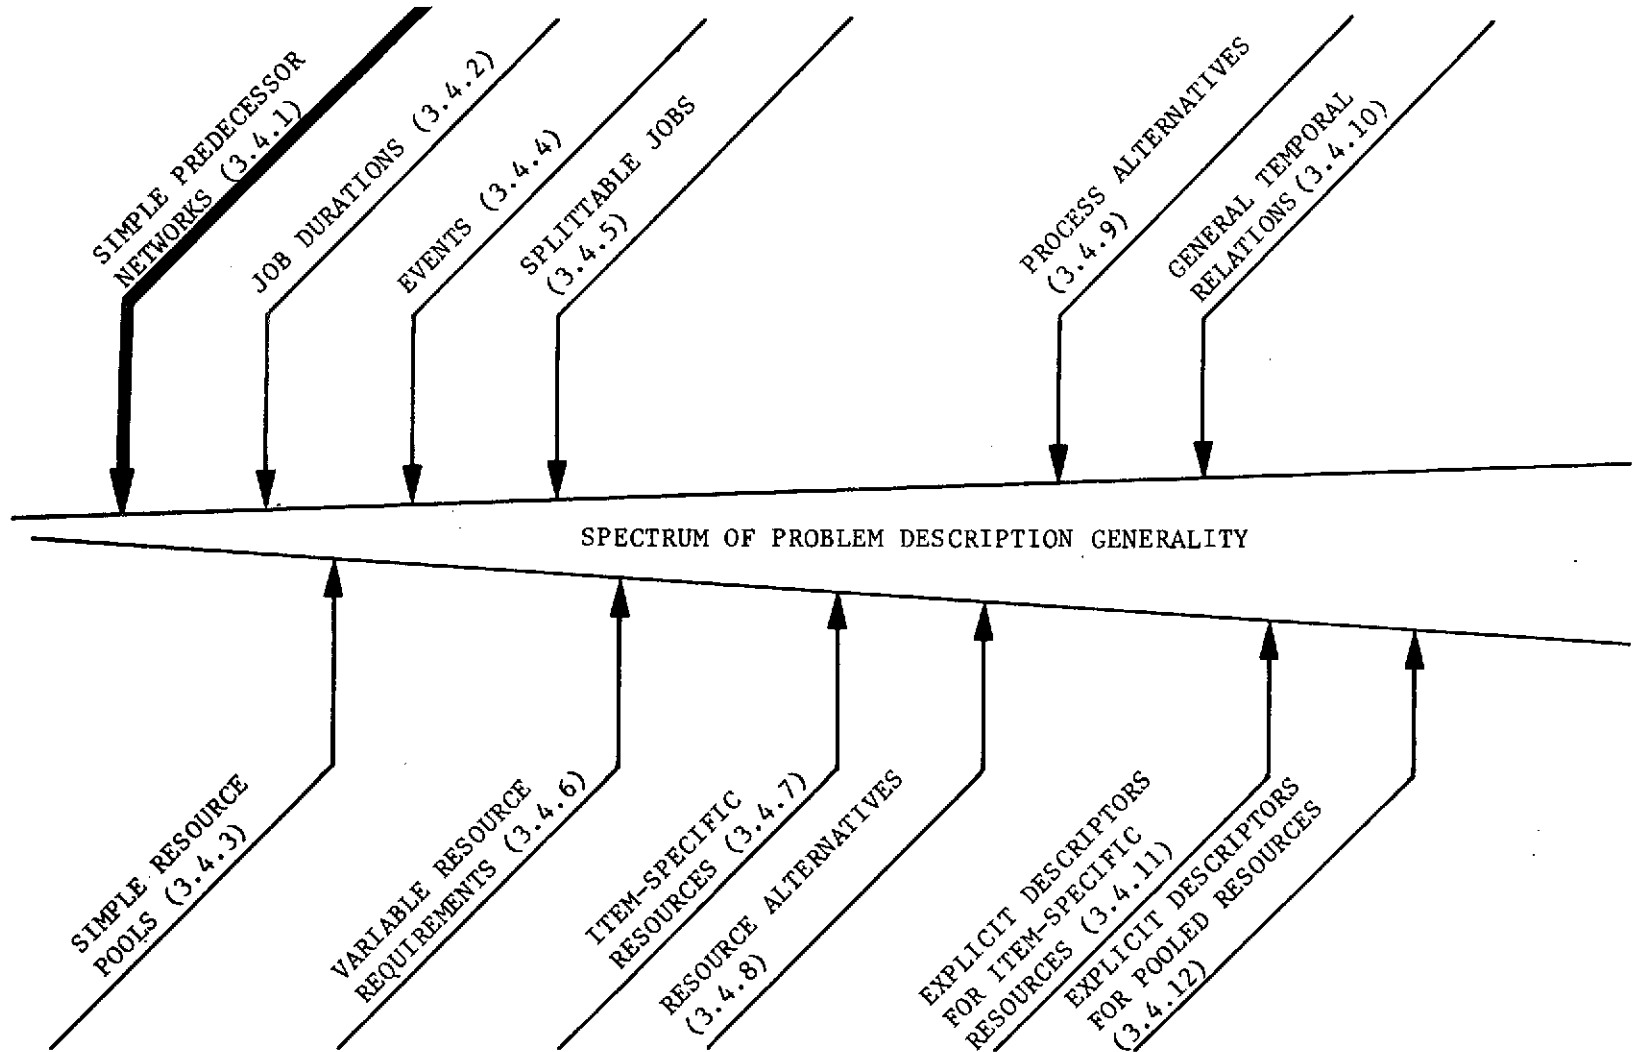 SIMPLE PREDECESSOR
NETWORKS (3.4.1)
JOB DURATIONS (3.4.2)
EVENTS (3.4.4)
SPLITTABLE JOBS
(3.4.5)
PROCESS ALTERNATIVES
(3.4.9)
GENERAL TEMPORAL
RELATIONS (3.4.10)
SPECTRUM OF PROBLEM DESCRIPTION GENERALITY
SIMPLE RESOURCE
POOLS (3.4.3)
VARIABLE RESOURCE
REQUIREMENTS (3.4.6)
ITEM-SPECIFIC
RESOURCES (3.4.7)
RESOURCE ALTERNATIVES
(3.4.8)
EXPLICIT DESCRIPTORS
FOR ITEM-SPECIFIC
RESOURCES (3.4.11)
EXPLICIT DESCRIPTORS
FOR POOLED RESOURCES
(3.4.12)